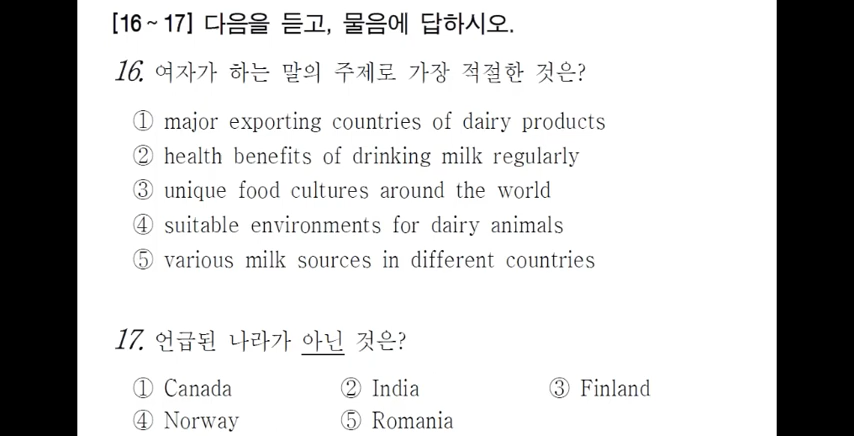 [16~17] 다음을 듣고, 물음에 답하시오.
16. 여자가 하는 말의 주제로 가장 적절한 것은?
① major exporting countries of dairy products
② health benefits of drinking milk regularly
③ unique food cultures around the world
④ suitable environments for dairy animals
⑤ various milk sources in different countries
17. 언급된 나라가 아닌 것은?
① Canada ② India ③ Finland
④ Norway ⑤ Romania